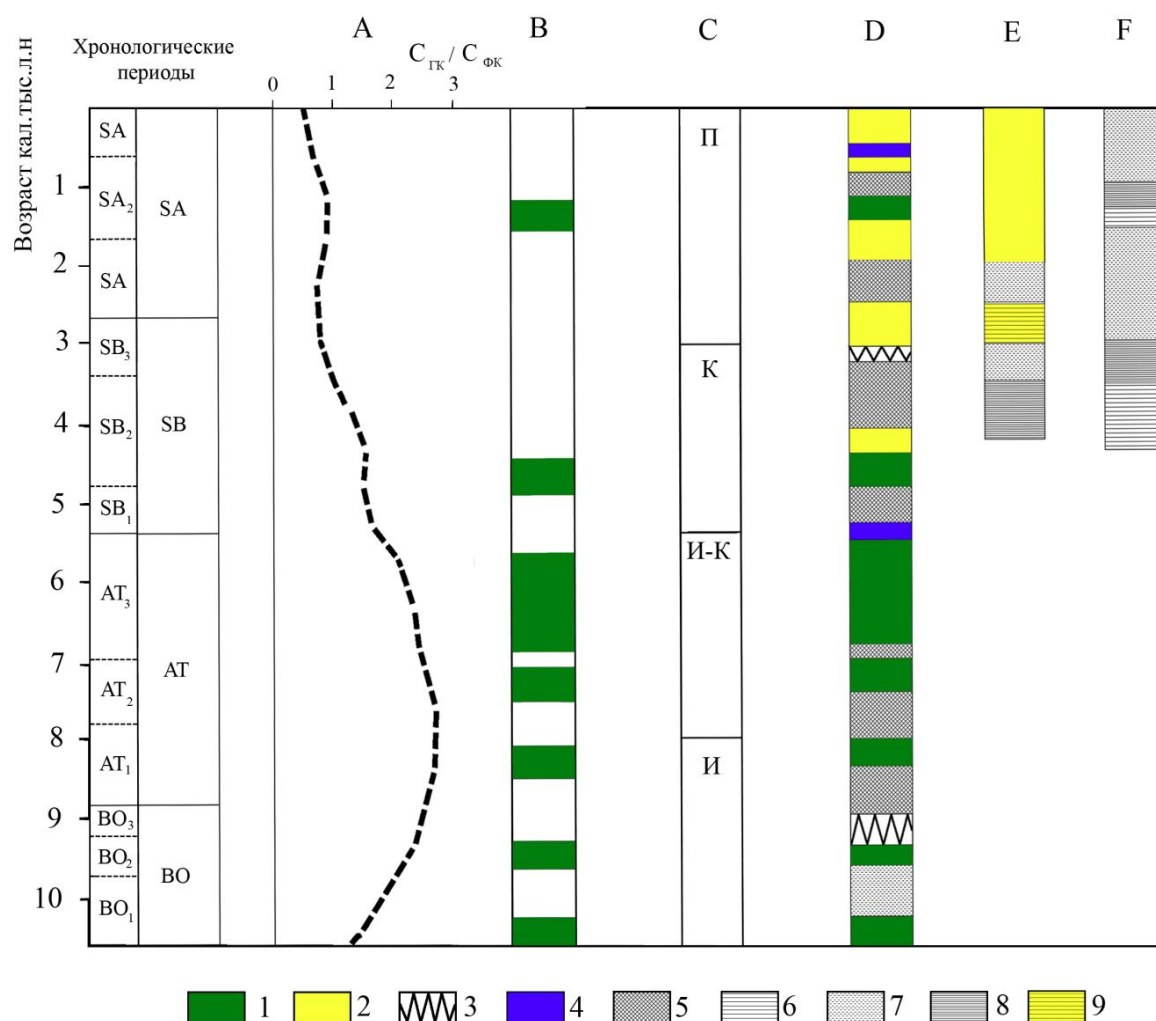 A B C D E F
Хронологические
периоды
C ГК / C ФК
0 1 2 3
Возраст кал.тыс.л.н
1
2
3
4
5
6
7
8
9
10
SA
SA2
SA
SB3
SB2
SB1
AT3
AT2
AT1
BO3
BO2
BO1
SA
SB
AT
BO
П
К
И-К
И
1 2 3 4 5 6 7 8 9